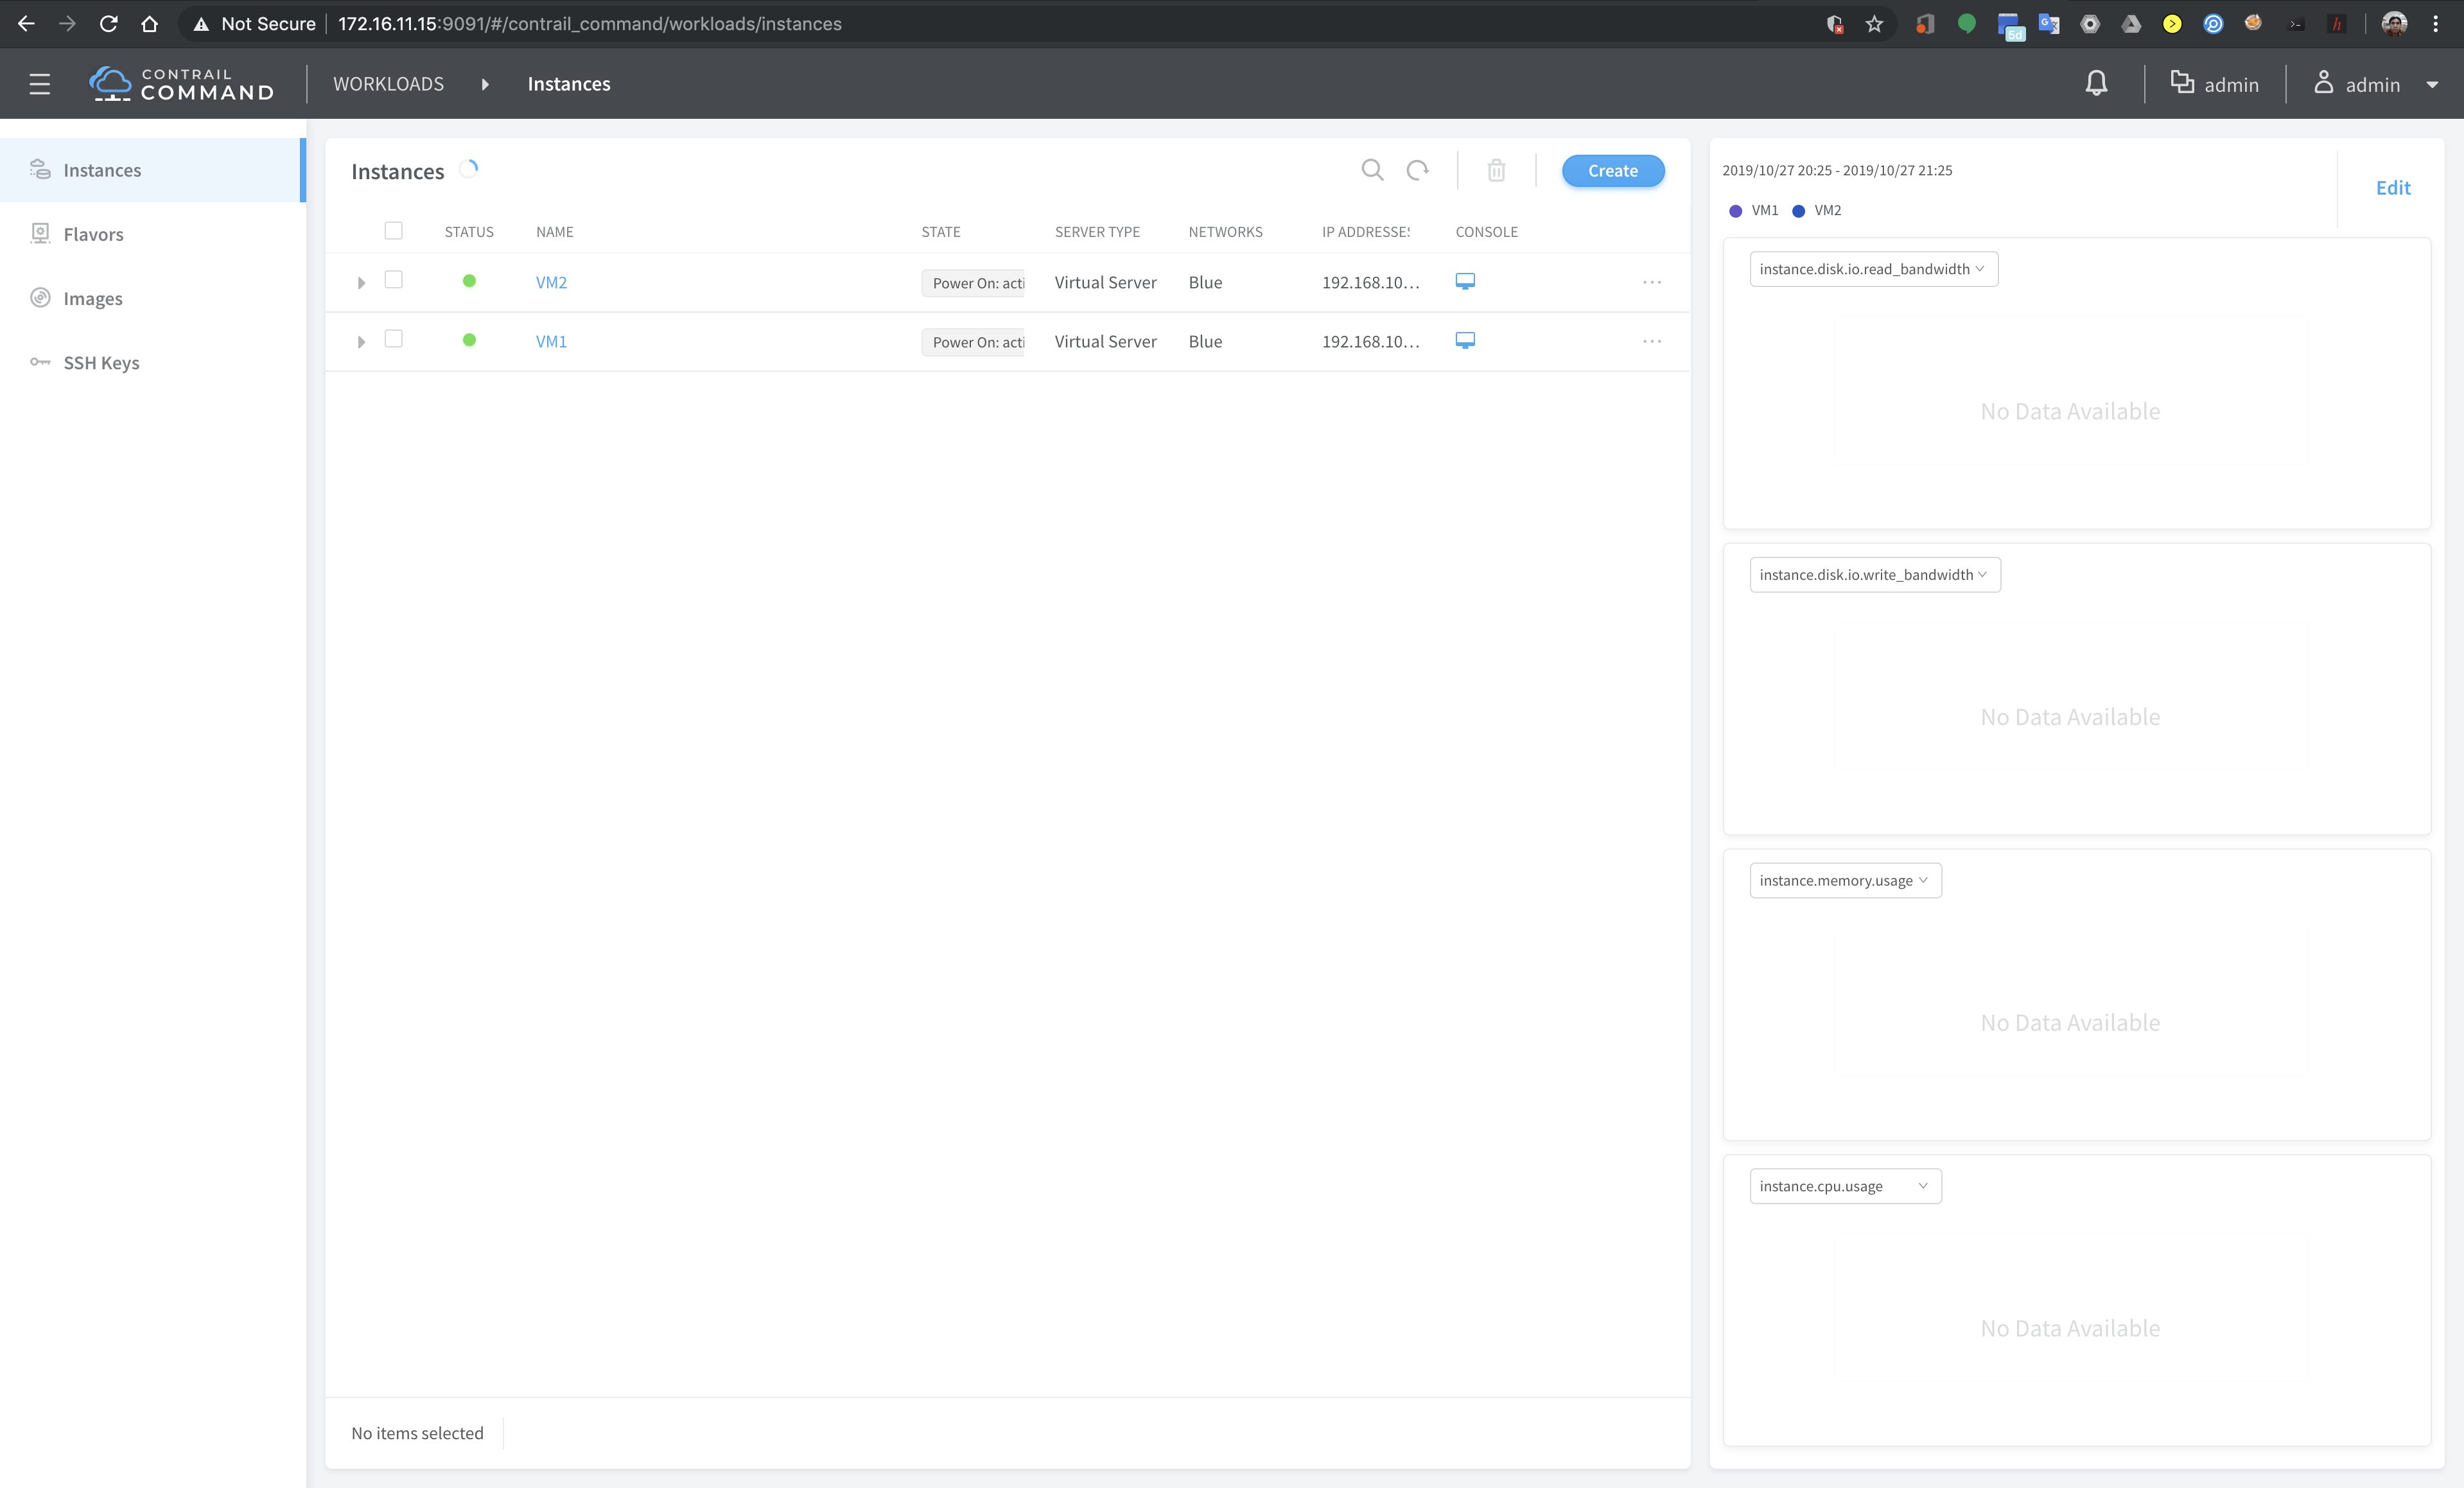 Not Secure 172.16.11.15:9091/#/contrail_command/workloads/instances
5d
CONTRAIL
COMMAND
WORKLOADS Instances admin admin
Instances
Flavors
Images
SSH Keys
Instances Create
STATUS NAME STATE SERVER TYPE NETWORKS IP ADDRESSES CONSOLE
VM2 Power On: acti Virtual Server Blue 192.168.10... ...
VM1 Power On: acti Virtual Server Blue 192.168.10... ...
No items selected
2019/10/27 20:25 - 2019/10/27 21:25
Edit
VM1 VM2
instance.disk.io.read_bandwidth
No Data Available
instance.disk.io.write_bandwidth
No Data Available
instance.memory.usage
No Data Available
instance.cpu.usage
No Data Available